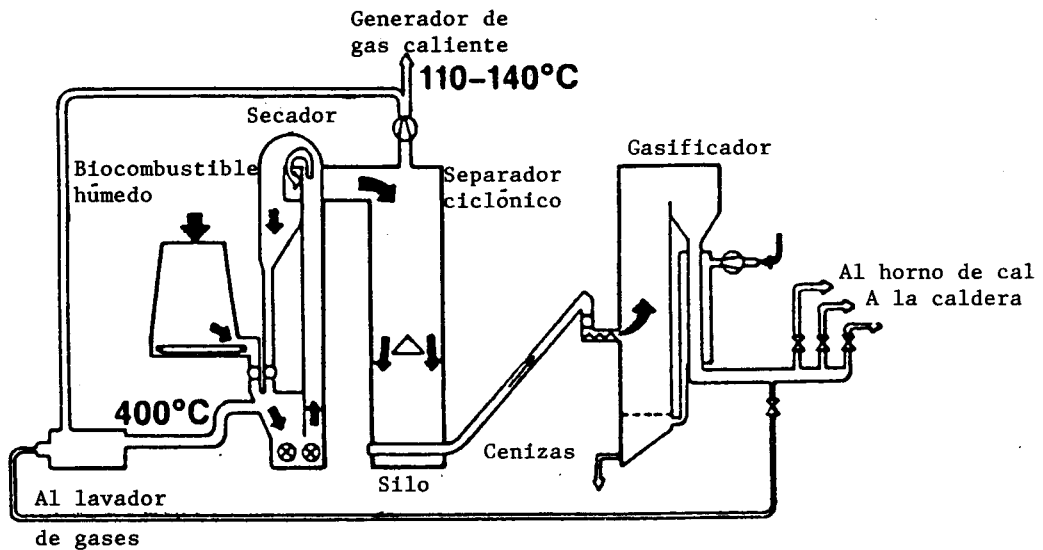 Generador de
gas caliente
110–140°C
Secador
Biocombustible
húmedo
Separador
ciclónico
Gasificador
Al horno de cal
A la caldera
400°C
Cenizas
Silo
Al lavador
de gases